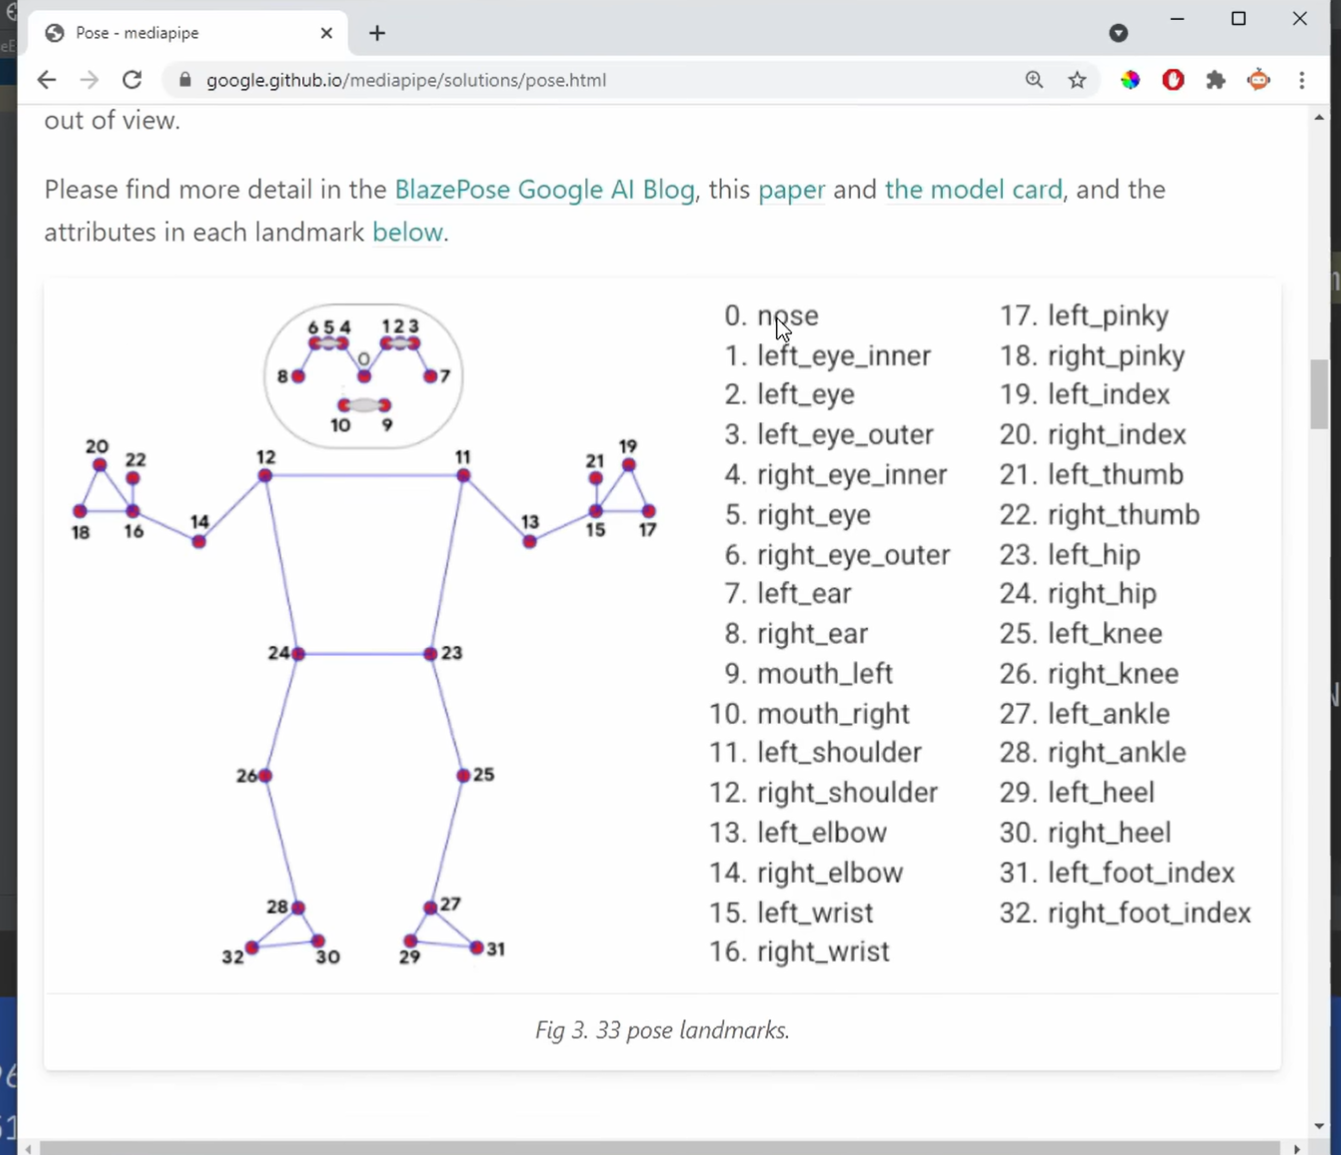 Pose - mediapipe
google.github.io/mediapipe/solutions/pose.html
out of view.
Please find more detail in the BlazePose Google AI Blog, this paper and the model card, and the
attributes in each landmark below.
6 5 4 1 2 3
0
8 7
10 9
20 22 12 11 21 19
18 16 14 13 15 17
24 23
26 25
28 27
32 30 29 31
0. nose
1. left_eye_inner
2. left_eye
3. left_eye_outer
4. right_eye_inner
5. right_eye
6. right_eye_outer
7. left_ear
8. right_ear
9. mouth_left
10. mouth_right
11. left_shoulder
12. right_shoulder
13. left_elbow
14. right_elbow
15. left_wrist
16. right_wrist
17. left_pinky
18. right_pinky
19. left_index
20. right_index
21. left_thumb
22. right_thumb
23. left_hip
24. right_hip
25. left_knee
26. right_knee
27. left_ankle
28. right_ankle
29. left_heel
30. right_heel
31. left_foot_index
32. right_foot_index
Fig 3. 33 pose landmarks.